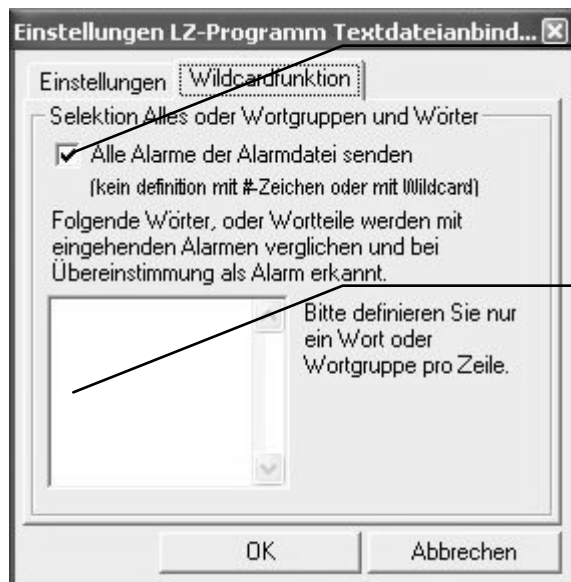 Einstellungen LZ-Programm Textdateianbind...
Einstellungen
Wildcardfunktion
Selektion Alles oder Wortgruppen und Wörter
Alle Alarme der Alarmdatei senden
(kein definition mit #-Zeichen oder mit Wildcard)
Folgende Wörter, oder Wortteile werden mit
eingehenden Alarmen verglichen und bei
Übereinstimmung als Alarm erkannt.
Bitte definieren Sie nur
ein Wort oder
Wortgruppe pro Zeile.
OK
Abbrechen